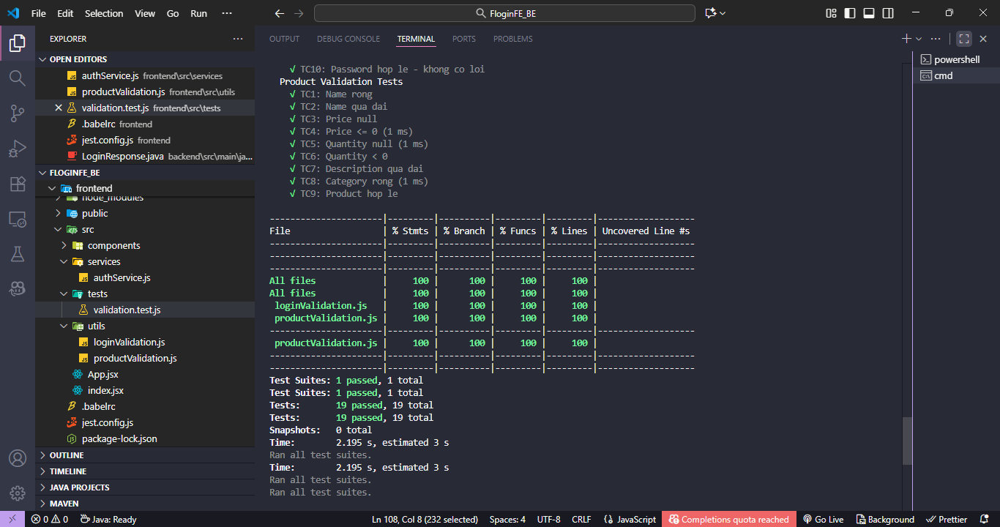 File Edit Selection View Go Run ···
FloginFE_BE
EXPLORER ···
OPEN EDITORS
authService.js frontend\src\services
productValidation.js frontend\src\utils
validation.test.js frontend\src\tests
.babelrc frontend
jest.config.js frontend
LoginResponse.java backend\src\main\ja...
FLOGINFE_BE
frontend
node_modules
public
src
components
services
authService.js
tests
validation.test.js
utils
loginValidation.js
productValidation.js
App.jsx
index.jsx
.babelrc
jest.config.js
package-lock.json
OUTLINE
TIMELINE
JAVA PROJECTS
MAVEN
OUTPUT DEBUG CONSOLE TERMINAL PORTS PROBLEMS
√ TC10: Password hop le - khong co loi
Product Validation Tests
√ TC1: Name rong
√ TC2: Name qua dai
√ TC3: Price null
√ TC4: Price <= 0 (1 ms)
√ TC5: Quantity null (1 ms)
√ TC6: Quantity < 0
√ TC7: Description qua dai
√ TC8: Category rong (1 ms)
√ TC9: Product hop le
----------------------|---------|----------|---------|---------|-------------------
File | % Stmts | % Branch | % Funcs | % Lines | Uncovered Line #s
----------------------|---------|----------|---------|---------|-------------------
----------------------|---------|----------|---------|---------|-------------------
----------------------|---------|----------|---------|---------|-------------------
All files | 100 | 100 | 100 | 100 |
All files | 100 | 100 | 100 | 100 |
loginValidation.js | 100 | 100 | 100 | 100 |
productValidation.js | 100 | 100 | 100 | 100 |
----------------------|---------|----------|---------|---------|-------------------
productValidation.js | 100 | 100 | 100 | 100 |
----------------------|---------|----------|---------|---------|-------------------
----------------------|---------|----------|---------|---------|-------------------
Test Suites: 1 passed, 1 total
Test Suites: 1 passed, 1 total
Tests: 19 passed, 19 total
Tests: 19 passed, 19 total
Snapshots: 0 total
Time: 2.195 s, estimated 3 s
Ran all test suites.
Time: 2.195 s, estimated 3 s
Ran all test suites.
Ran all test suites.
powershell
cmd
0 0 Java: Ready Ln 108, Col 8 (232 selected) Spaces: 4 UTF-8 CRLF {} JavaScript Completions quota reached Go Live Background Prettier